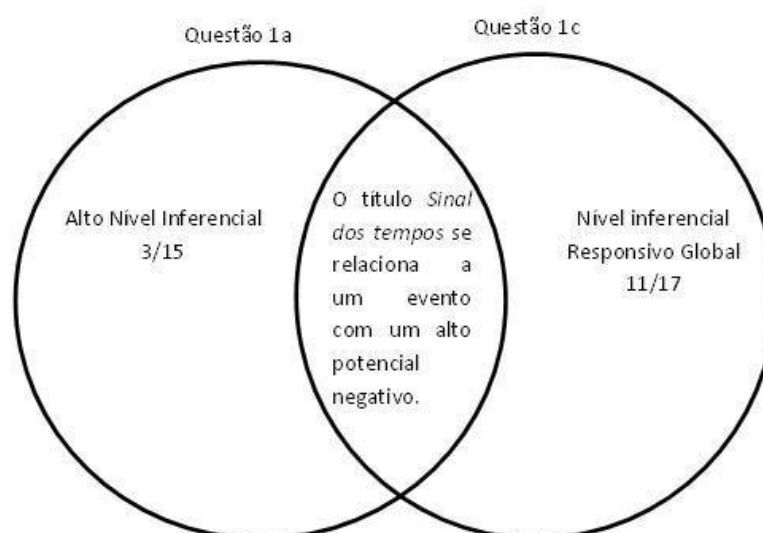 Questão 1a
Questão 1c
Alto Nível Inferencial
3/15
O título Sinal
dos tempos se
relaciona a
um evento
com um alto
potencial
negativo.
Nível inferencial
Responsivo Global
11/17